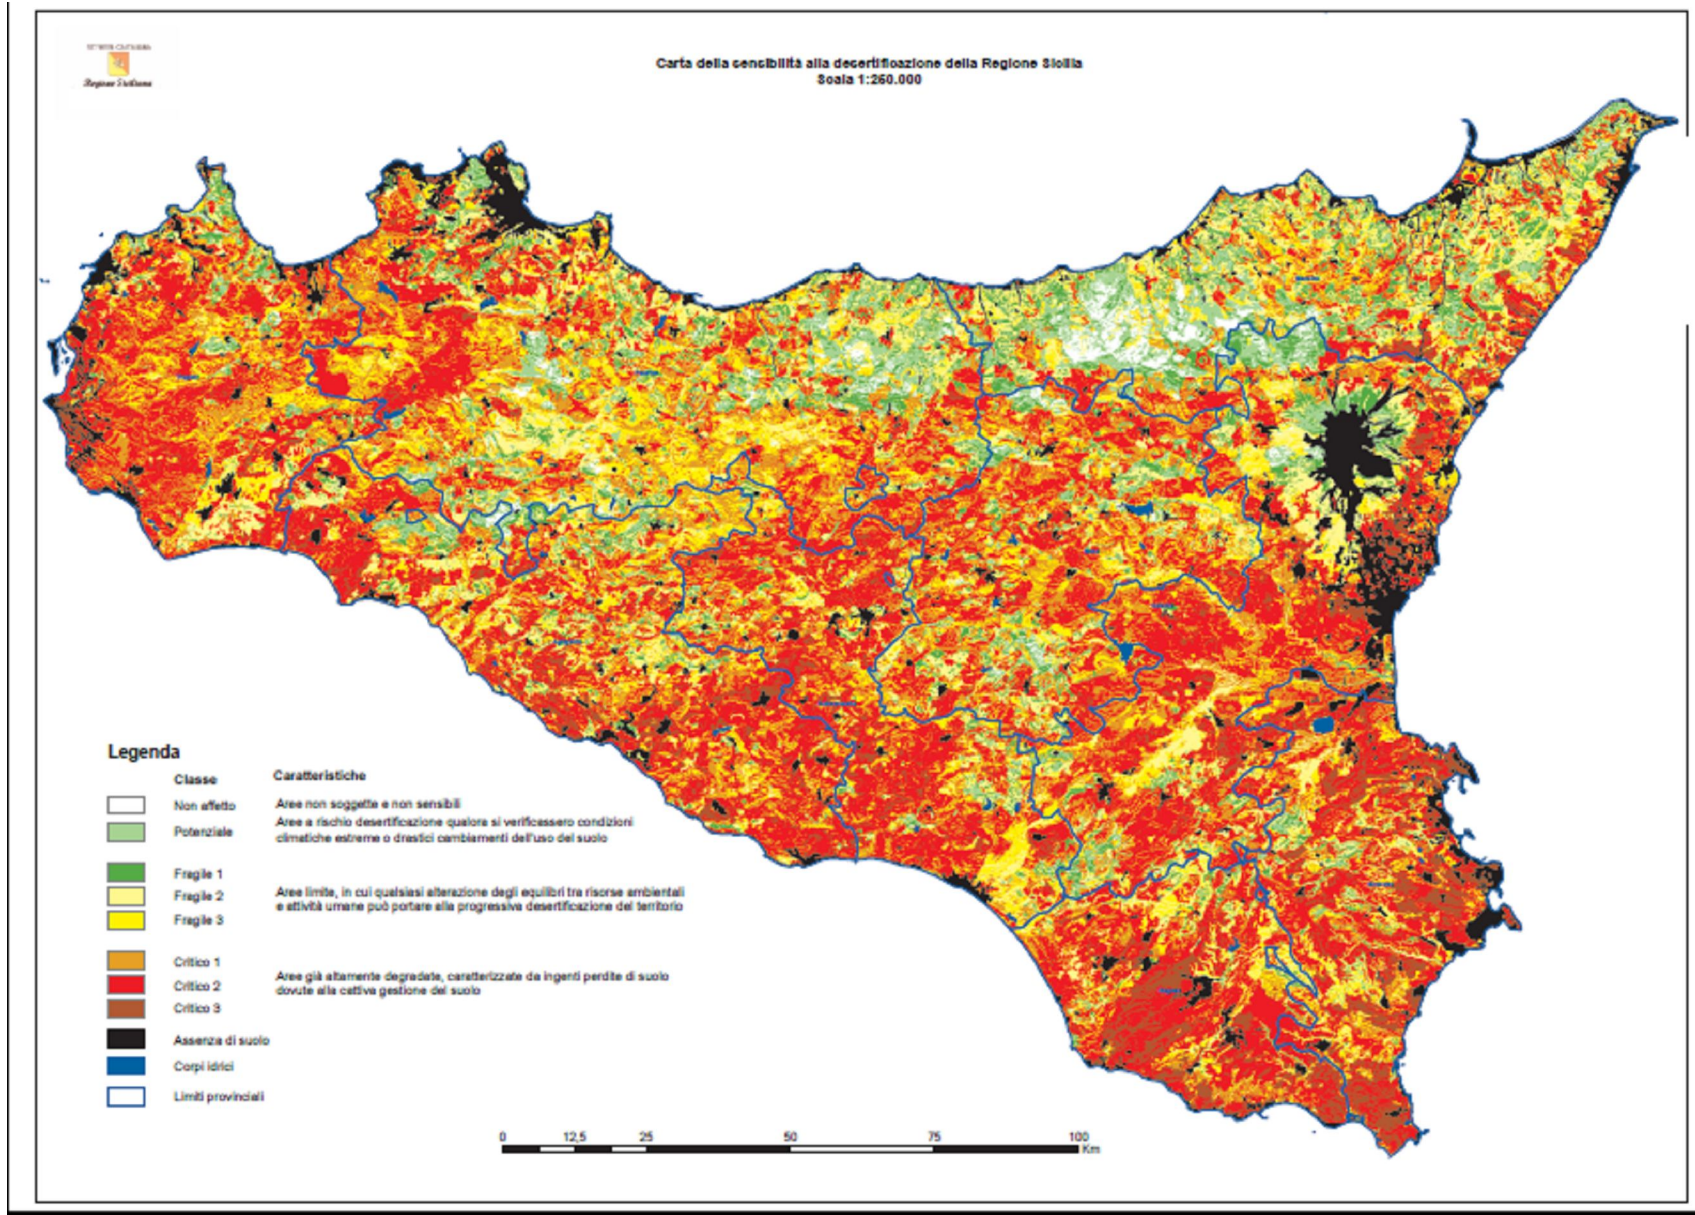 Regione Siciliana
Carta della sensibilità alla desertificazione della Regione Sicilia
Scala 1:250.000
Legenda
Classe Caratteristiche
Non affetto Aree non soggette e non sensibili
Potenziale Aree a rischio desertificazione qualora si verificassero condizioni
climatiche estreme o drastici cambiamenti dell'uso del suolo
Fragile 1
Fragile 2 Aree limite, in cui qualsiasi alterazione degli equilibri tra risorse ambientali
e attività umane può portare alla progressiva desertificazione del territorio
Fragile 3
Critico 1
Critico 2 Aree già altamente degradate, caratterizzate da ingenti perdite di suolo
dovute alla cattiva gestione del suolo
Critico 3
Assenza di suolo
Corpi idrici
Limiti provinciali
0 12,5 25 50 75 100
Km